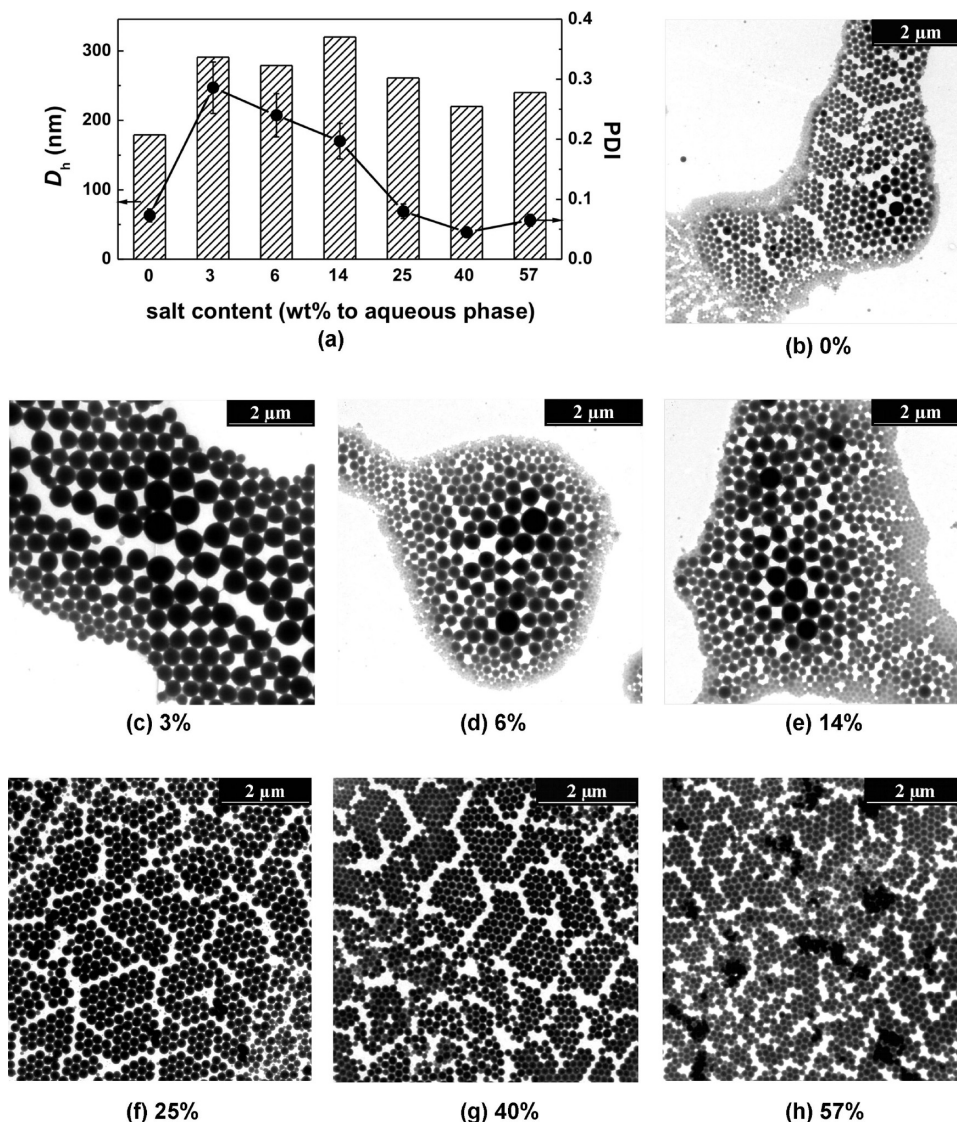 0.4
300
0.3
200
0.2
100
0.1
0
0.0
D_h (nm)
PDI
0 3 6 14 25 40 57
salt content (wt% to aqueous phase)
(a)
2 µm
(b) 0%
2 µm
2 µm
2 µm
(c) 3%
(d) 6%
(e) 14%
2 µm
2 µm
2 µm
(f) 25%
(g) 40%
(h) 57%